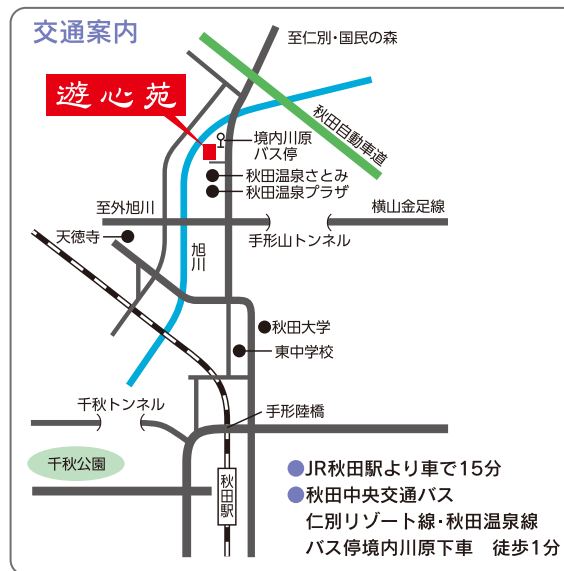 交通案内
至仁別・国民の森
遊心苑
秋田自動車道
境内川原
バス停
秋田温泉さとみ
秋田温泉プラザ
至外旭川
横山金足線
天徳寺
旭川
手形山トンネル
秋田大学
東中学校
千秋トンネル
手形陸橋
千秋公園
秋田駅
●JR秋田駅より車で15分
●秋田中央交通バス
仁別リゾート線・秋田温泉線
バス停境内川原下車　徒歩1分